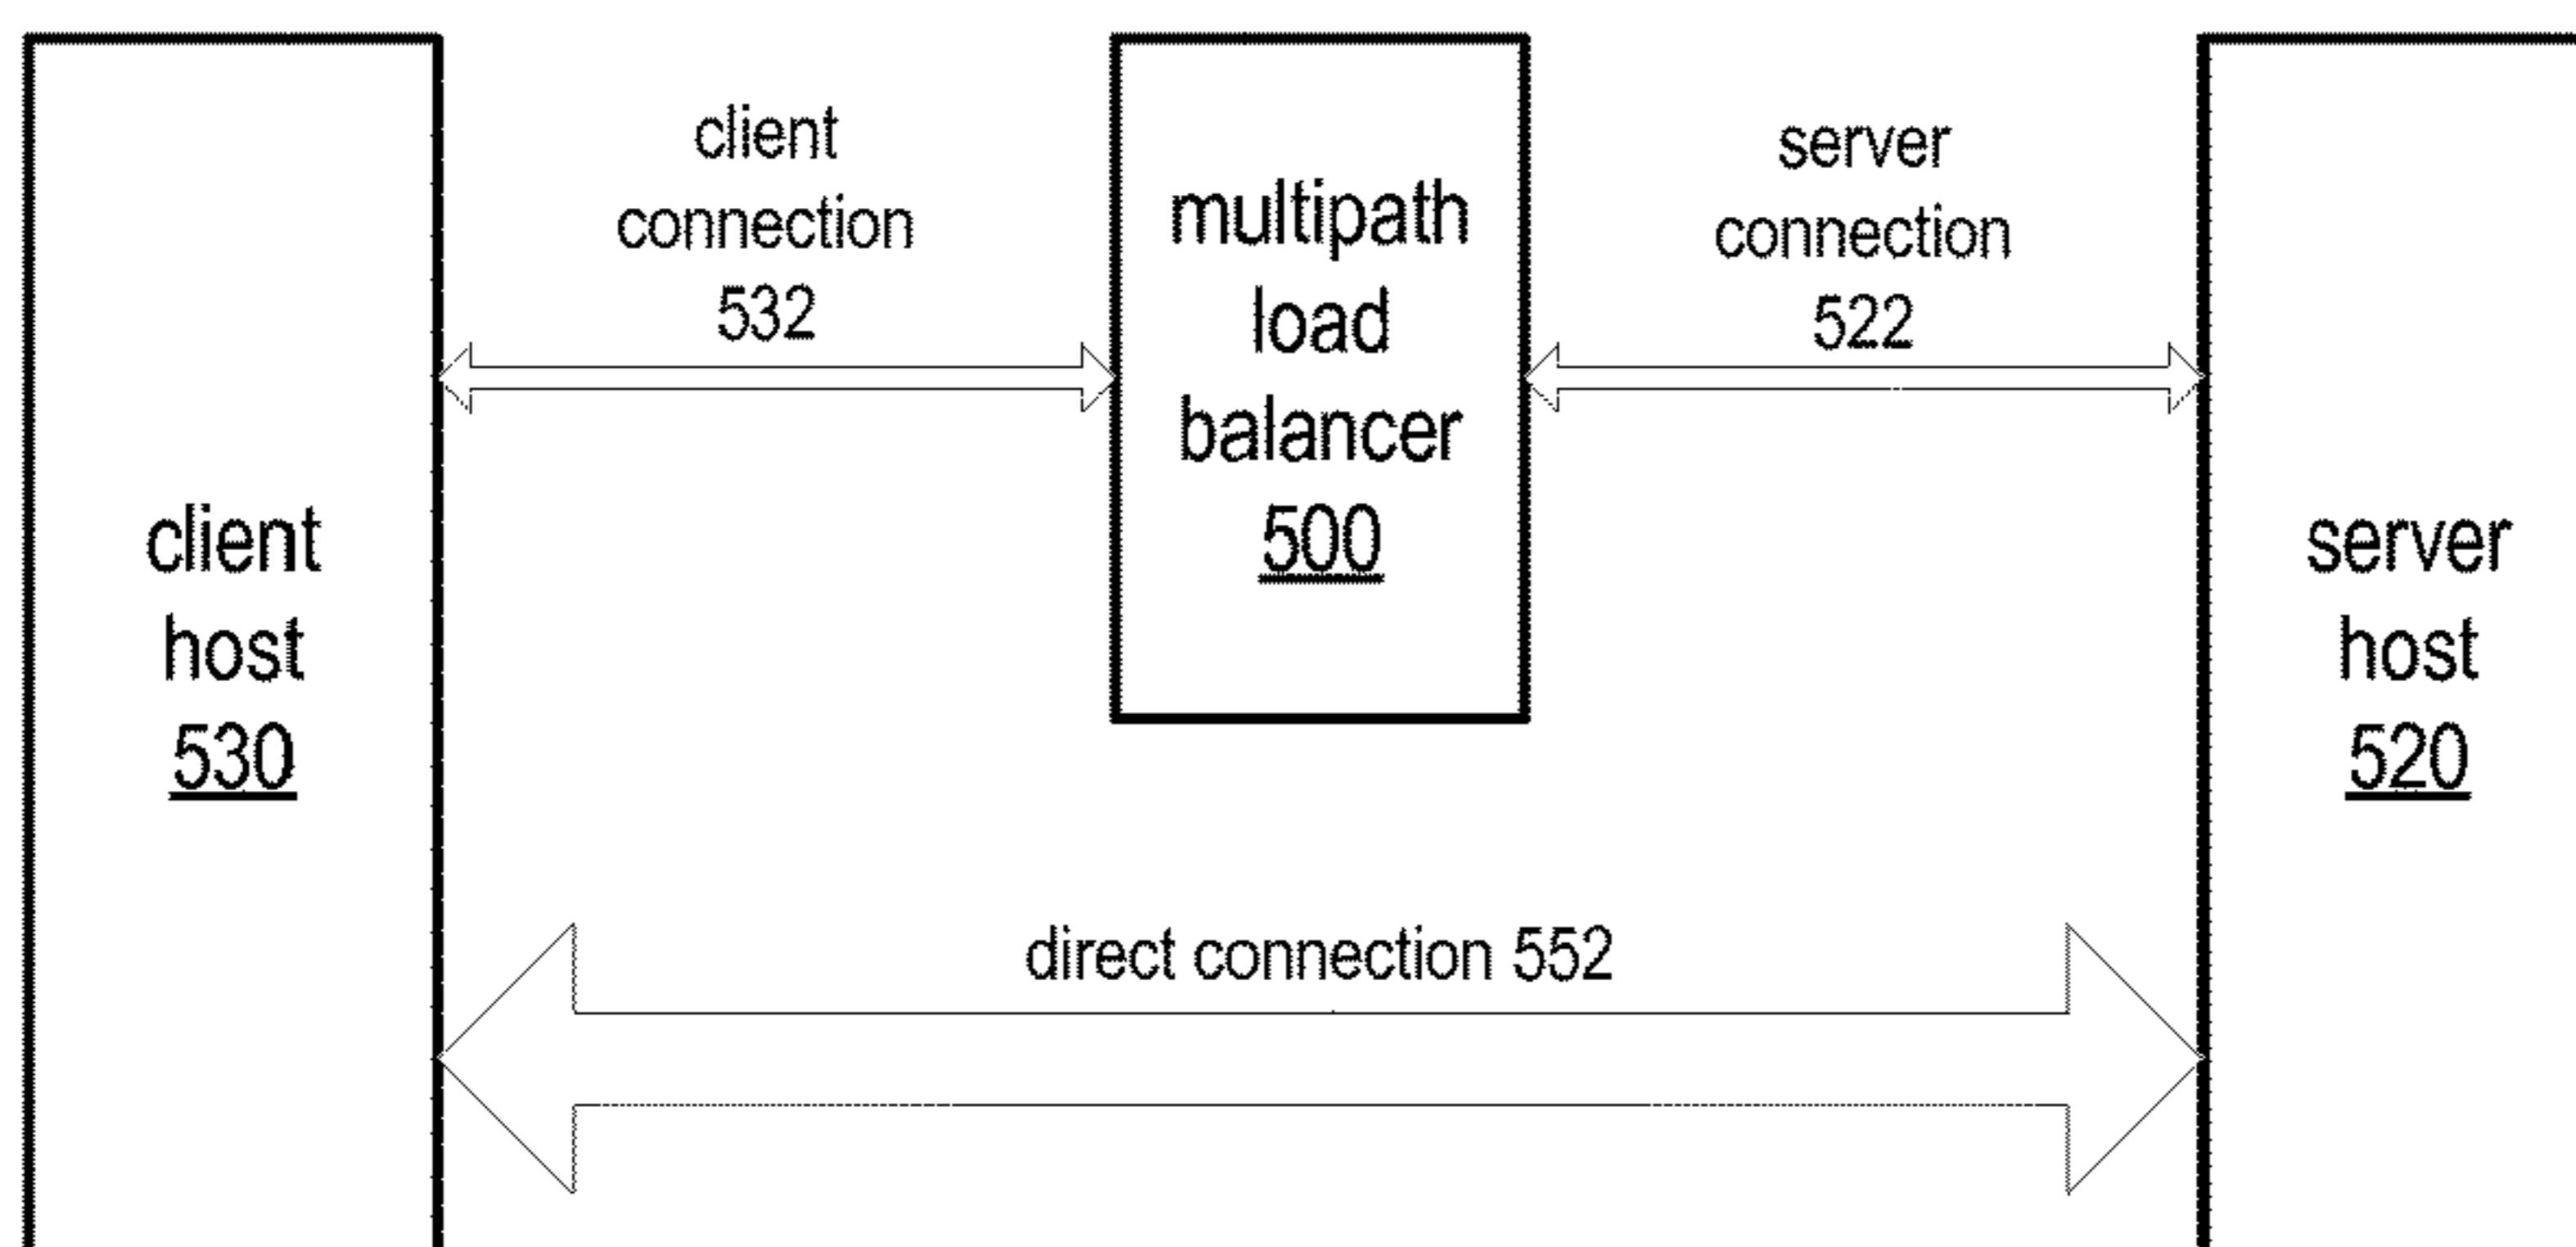 client
connection
532
server
connection
522
multipath
load
balancer
500
client
host
530
server
host
520
direct connection 552